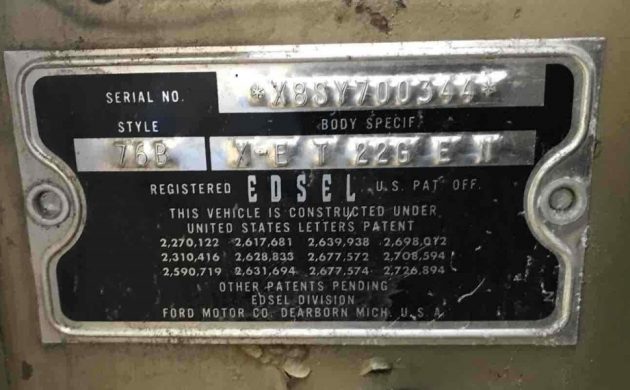 SERIAL NO. *X8SY700344*
STYLE BODY SPECIF.
76B X-E T 22G E 1
REGISTERED EDSEL U.S. PAT OFF.
THIS VEHICLE IS CONSTRUCTED UNDER
UNITED STATES LETTERS PATENT
2,270,122 2,617,681 2,639,938 2,698,012
2,310,416 2,628,833 2,677,572 2,708,594
2,590,719 2,631,694 2,677,574 2,726,894
OTHER PATENTS PENDING
EDSEL DIVISION
FORD MOTOR CO. DEARBORN MICH. U.S.A.
N